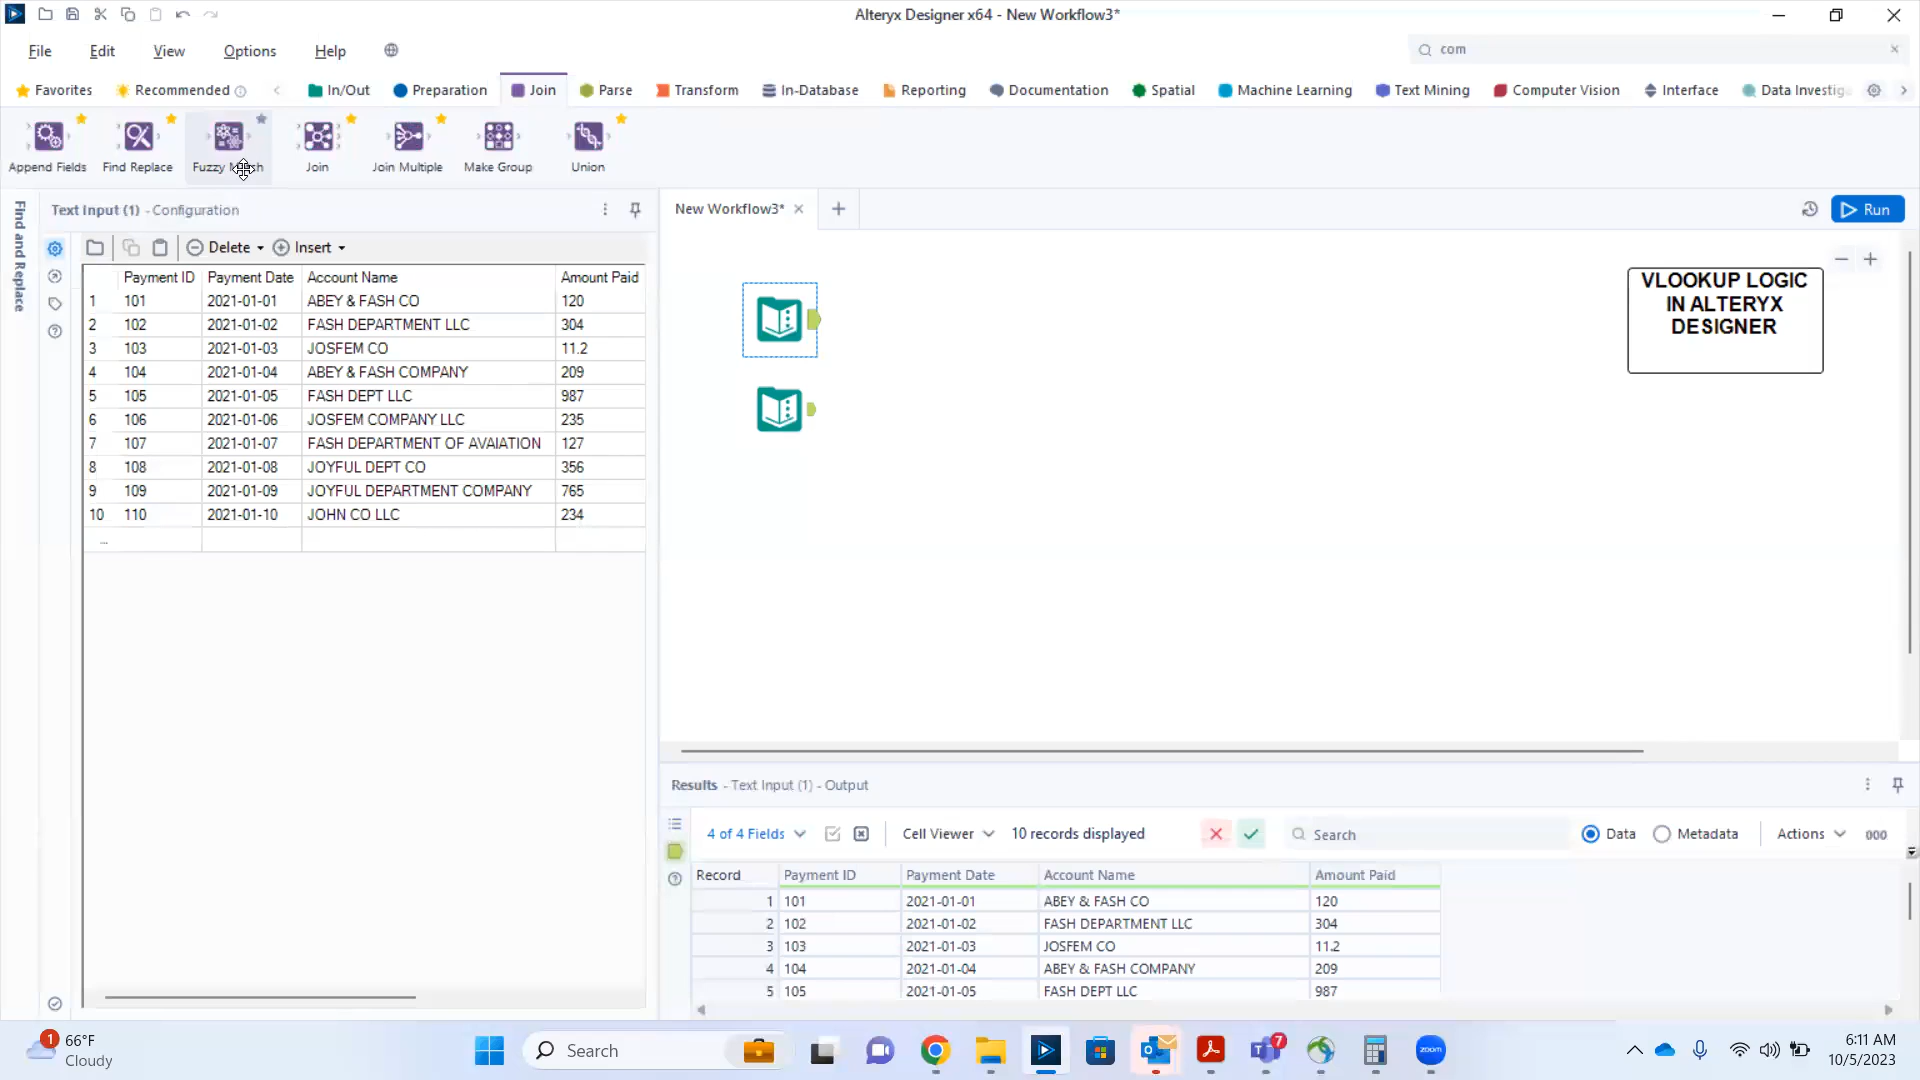 Alteryx Designer x64 - New Workflow3*
File Edit View Options Help
com
Favorites Recommended In/Out Preparation Join Parse Transform In-Database Reporting Documentation Spatial Machine Learning Text Mining Computer Vision Interface Data Investiga
Append Fields Find Replace Fuzzy Match Join Join Multiple Make Group Union
Find and Replace
Text Input (1) - Configuration
New Workflow3*
Run
Delete Insert
Payment ID Payment Date Account Name Amount Paid
1 101 2021-01-01 ABEY & FASH CO 120
2 102 2021-01-02 FASH DEPARTMENT LLC 304
3 103 2021-01-03 JOSFEM CO 11.2
4 104 2021-01-04 ABEY & FASH COMPANY 209
5 105 2021-01-05 FASH DEPT LLC 987
6 106 2021-01-06 JOSFEM COMPANY LLC 235
7 107 2021-01-07 FASH DEPARTMENT OF AVAIATION 127
8 108 2021-01-08 JOYFUL DEPT CO 356
9 109 2021-01-09 JOYFUL DEPARTMENT COMPANY 765
10 110 2021-01-10 JOHN CO LLC 234
...
VLOOKUP LOGIC
IN ALTERYX
DESIGNER
Results - Text Input (1) - Output
4 of 4 Fields Cell Viewer 10 records displayed Search Data Metadata Actions 000
Record Payment ID Payment Date Account Name Amount Paid
1 101 2021-01-01 ABEY & FASH CO 120
2 102 2021-01-02 FASH DEPARTMENT LLC 304
3 103 2021-01-03 JOSFEM CO 11.2
4 104 2021-01-04 ABEY & FASH COMPANY 209
5 105 2021-01-05 FASH DEPT LLC 987
1
66°F
Cloudy
Search
7
zoom
6:11 AM
10/5/2023